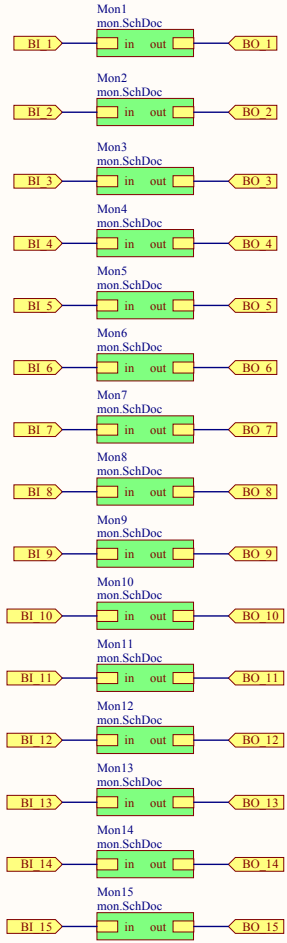 Mon1
mon.SchDoc
BI_1 in out BO_1
Mon2
mon.SchDoc
BI_2 in out BO_2
Mon3
mon.SchDoc
BI_3 in out BO_3
Mon4
mon.SchDoc
BI_4 in out BO_4
Mon5
mon.SchDoc
BI_5 in out BO_5
Mon6
mon.SchDoc
BI_6 in out BO_6
Mon7
mon.SchDoc
BI_7 in out BO_7
Mon8
mon.SchDoc
BI_8 in out BO_8
Mon9
mon.SchDoc
BI_9 in out BO_9
Mon10
mon.SchDoc
BI_10 in out BO_10
Mon11
mon.SchDoc
BI_11 in out BO_11
Mon12
mon.SchDoc
BI_12 in out BO_12
Mon13
mon.SchDoc
BI_13 in out BO_13
Mon14
mon.SchDoc
BI_14 in out BO_14
Mon15
mon.SchDoc
BI_15 in out BO_15